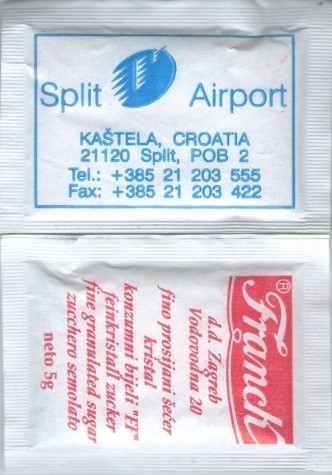 Split Airport
KAŠTELA, CROATIA
21120 Split, POB 2
Tel.: +385 21 203 555
Fax: +385 21 203 422
Franck®
d.d. Zagreb
Vodovodna 20
fino prosijani šećer
kristal
konzumni bijeli "EI"
feinkristall zucker
fine granulated sugar
zucchero semolato
neto 5g